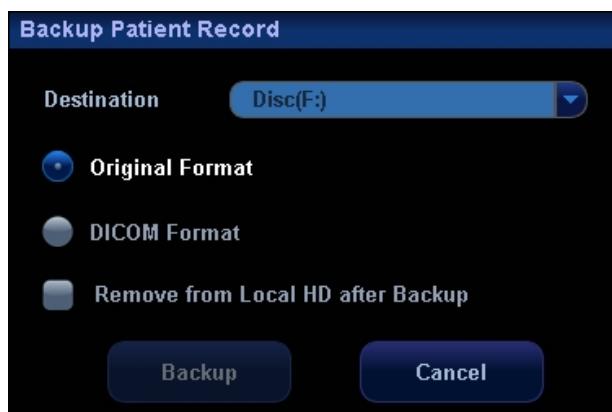 Backup Patient Record
Destination Disc(F:)
Original Format
DICOM Format
Remove from Local HD after Backup
Backup Cancel